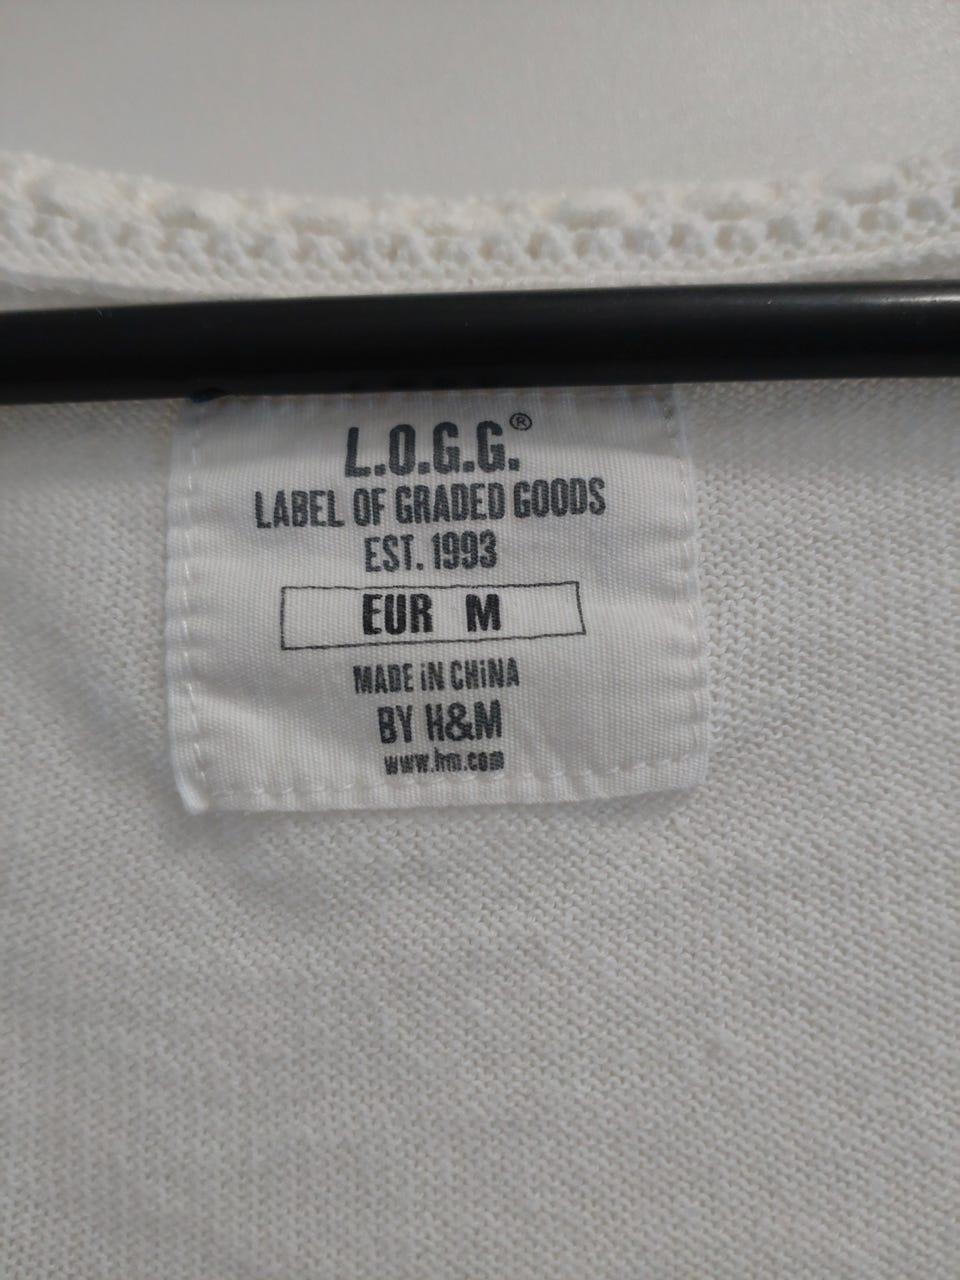 L.O.G.G.®
LABEL OF GRADED GOODS
EST. 1993
EUR M
MADE iN CHiNA
BY H&M
www.hm.com